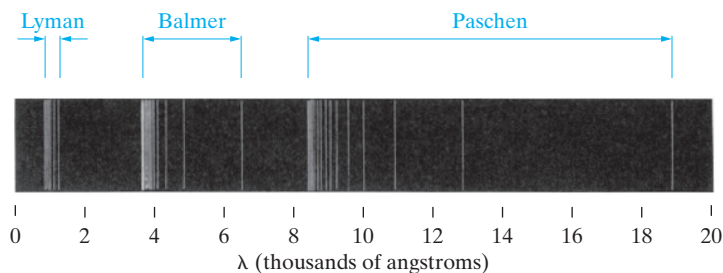 Lyman Balmer Paschen
0 2 4 6 8 10 12 14 16 18 20
λ (thousands of angstroms)